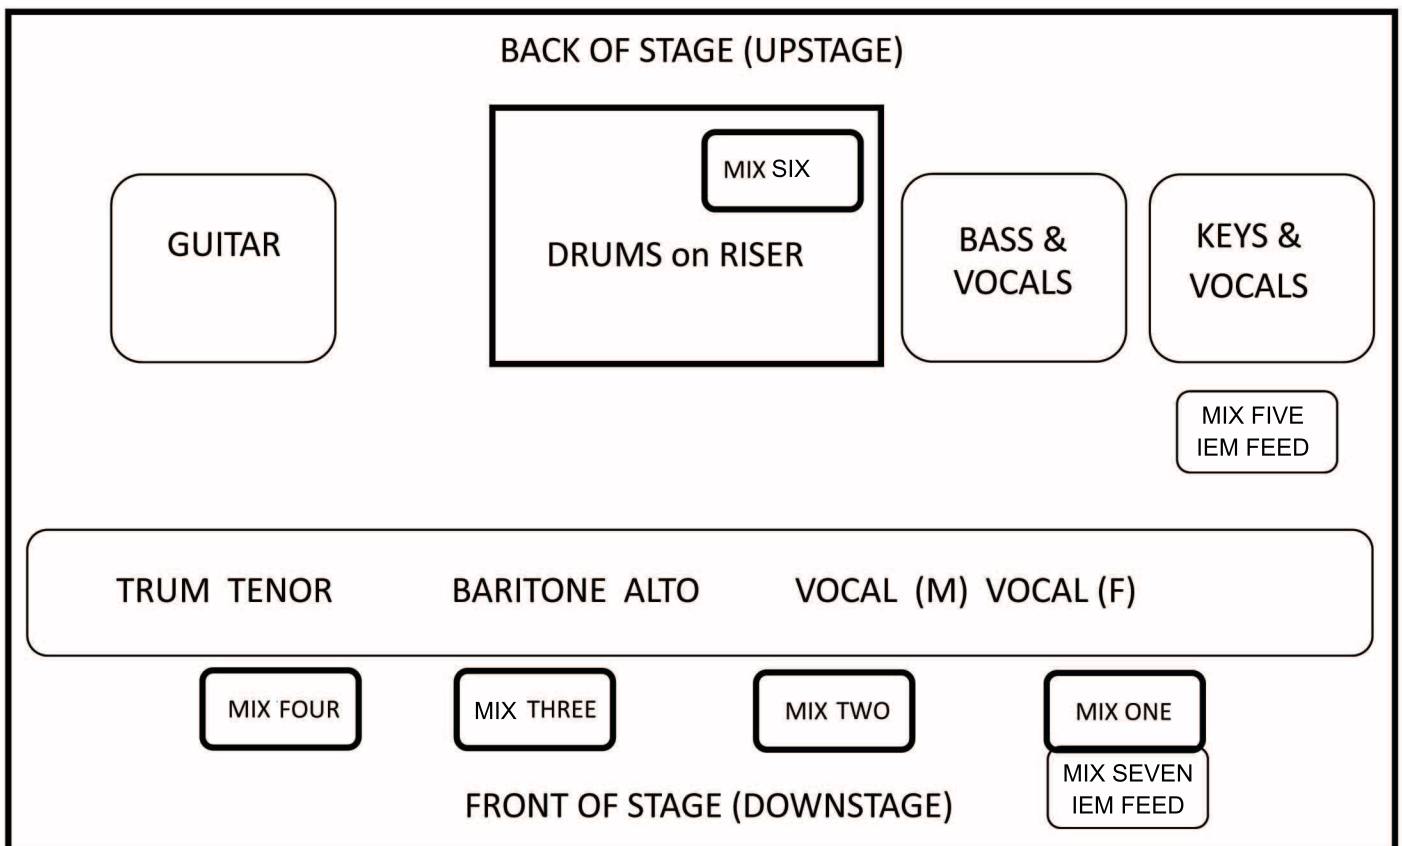 BACK OF STAGE (UPSTAGE)
MIX SIX
GUITAR
DRUMS on RISER
BASS &
VOCALS
KEYS &
VOCALS
MIX FIVE
IEM FEED
TRUM TENOR BARITONE ALTO VOCAL (M) VOCAL (F)
MIX FOUR
MIX THREE
MIX TWO
MIX ONE
MIX SEVEN
IEM FEED
FRONT OF STAGE (DOWNSTAGE)